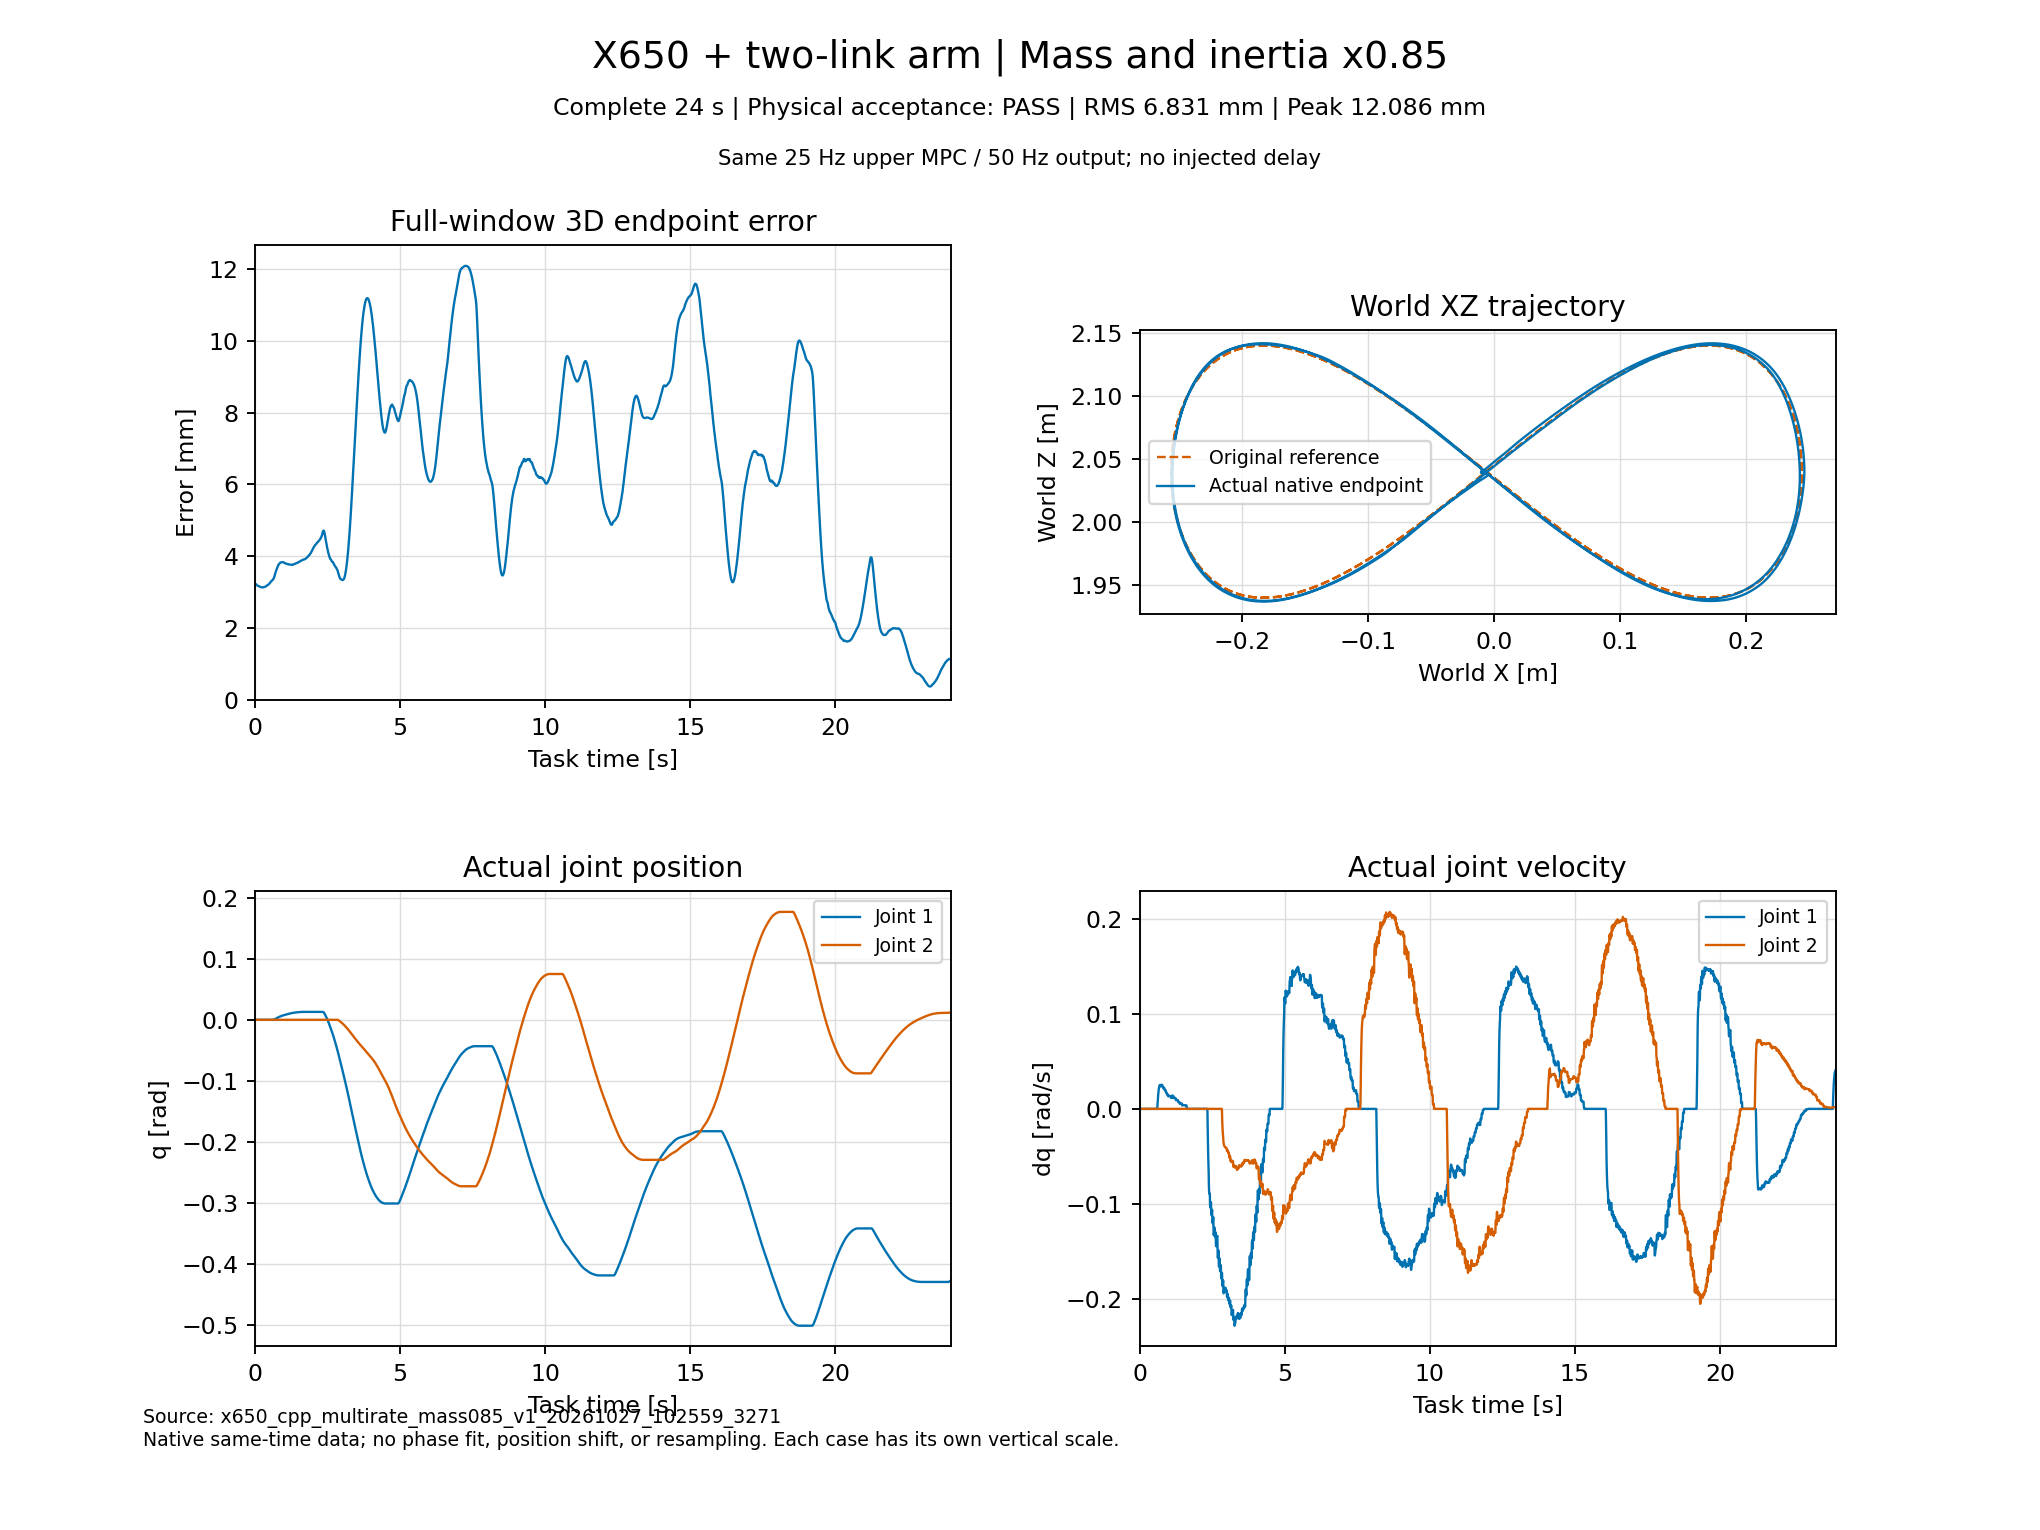 X650 + two-link arm | Mass and inertia x0.85
Complete 24 s | Physical acceptance: PASS | RMS 6.831 mm | Peak 12.086 mm
Same 25 Hz upper MPC / 50 Hz output; no injected delay
Full-window 3D endpoint error
12
10
8
6
4
2
0
Error [mm]
0 5 10 15 20
Task time [s]
World XZ trajectory
2.15
2.10
2.05
2.00
1.95
World Z [m]
Original reference
Actual native endpoint
−0.2 −0.1 0.0 0.1 0.2
World X [m]
Actual joint position
0.2
0.1
0.0
−0.1
−0.2
−0.3
−0.4
−0.5
q [rad]
Joint 1
Joint 2
0 5 10 15 20
Task time [s]
Actual joint velocity
0.2
0.1
0.0
−0.1
−0.2
dq [rad/s]
Joint 1
Joint 2
0 5 10 15 20
Task time [s]
Source: x650_cpp_multirate_mass085_v1_20261027_102559_3271
Native same-time data; no phase fit, position shift, or resampling. Each case has its own vertical scale.